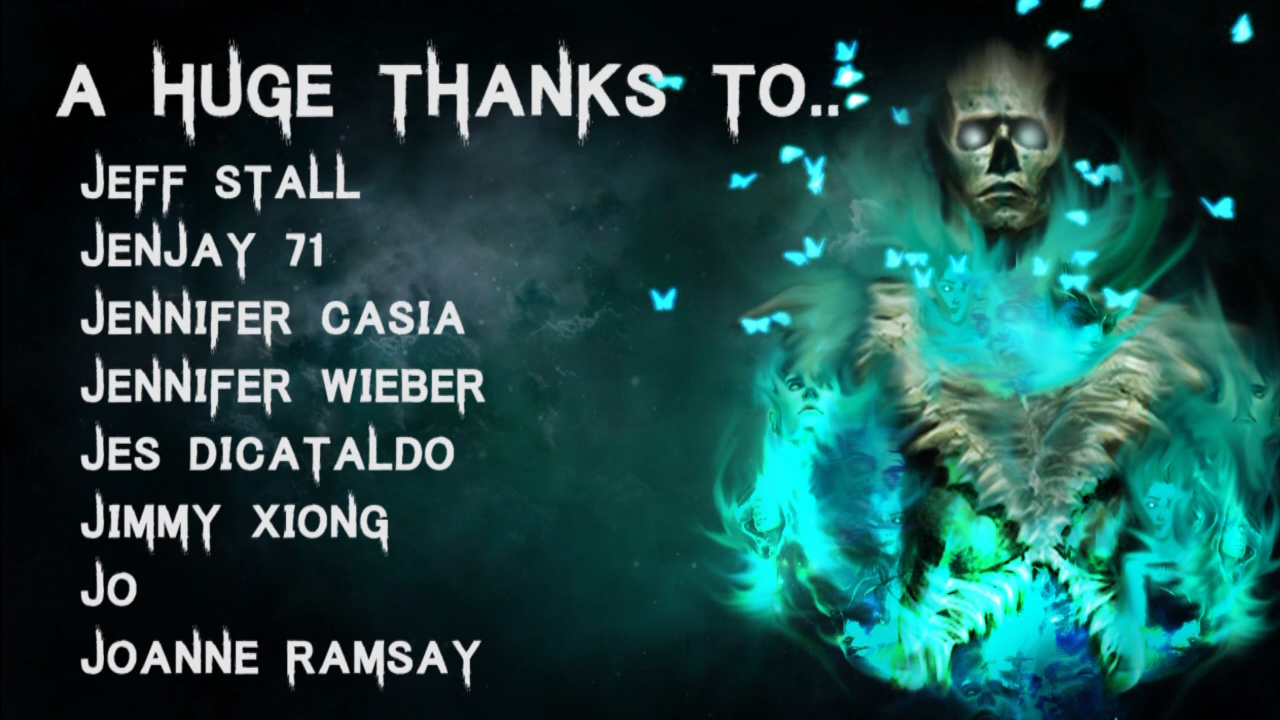 A HUGE THANKS TO..
JEFF STALL
JENJAY 71
JENNIFER CASIA
JENNIFER WIEBER
JES DICATALDO
JIMMY XIONG
JO
JOANNE RAMSAY